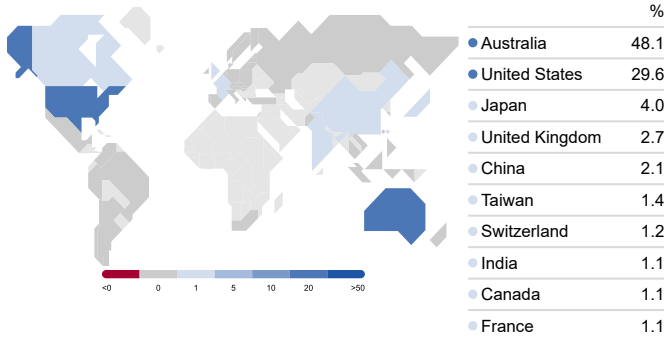 %
Australia 48.1
United States 29.6
Japan 4.0
United Kingdom 2.7
China 2.1
Taiwan 1.4
Switzerland 1.2
India 1.1
Canada 1.1
France 1.1
<0 0 1 5 10 20 >50